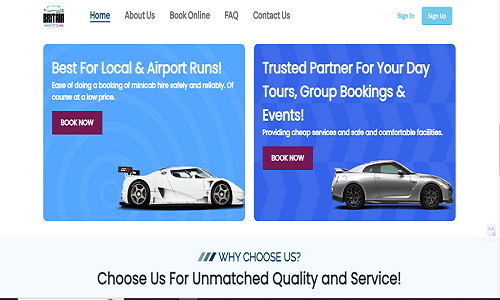 BRITAIN
AIRPORT CABS
Home About Us Book Online FAQ Contact Us Sign In Sign Up
Best For Local & Airport Runs!
Ease of doing a booking of minicab hire safely and reliably. Of
course at a low price.
BOOK NOW
Trusted Partner For Your Day
Tours, Group Bookings &
Events!
Providing cheap services and safe and comfortable facilities.
BOOK NOW
WHY CHOOSE US?
Choose Us For Unmatched Quality and Service!